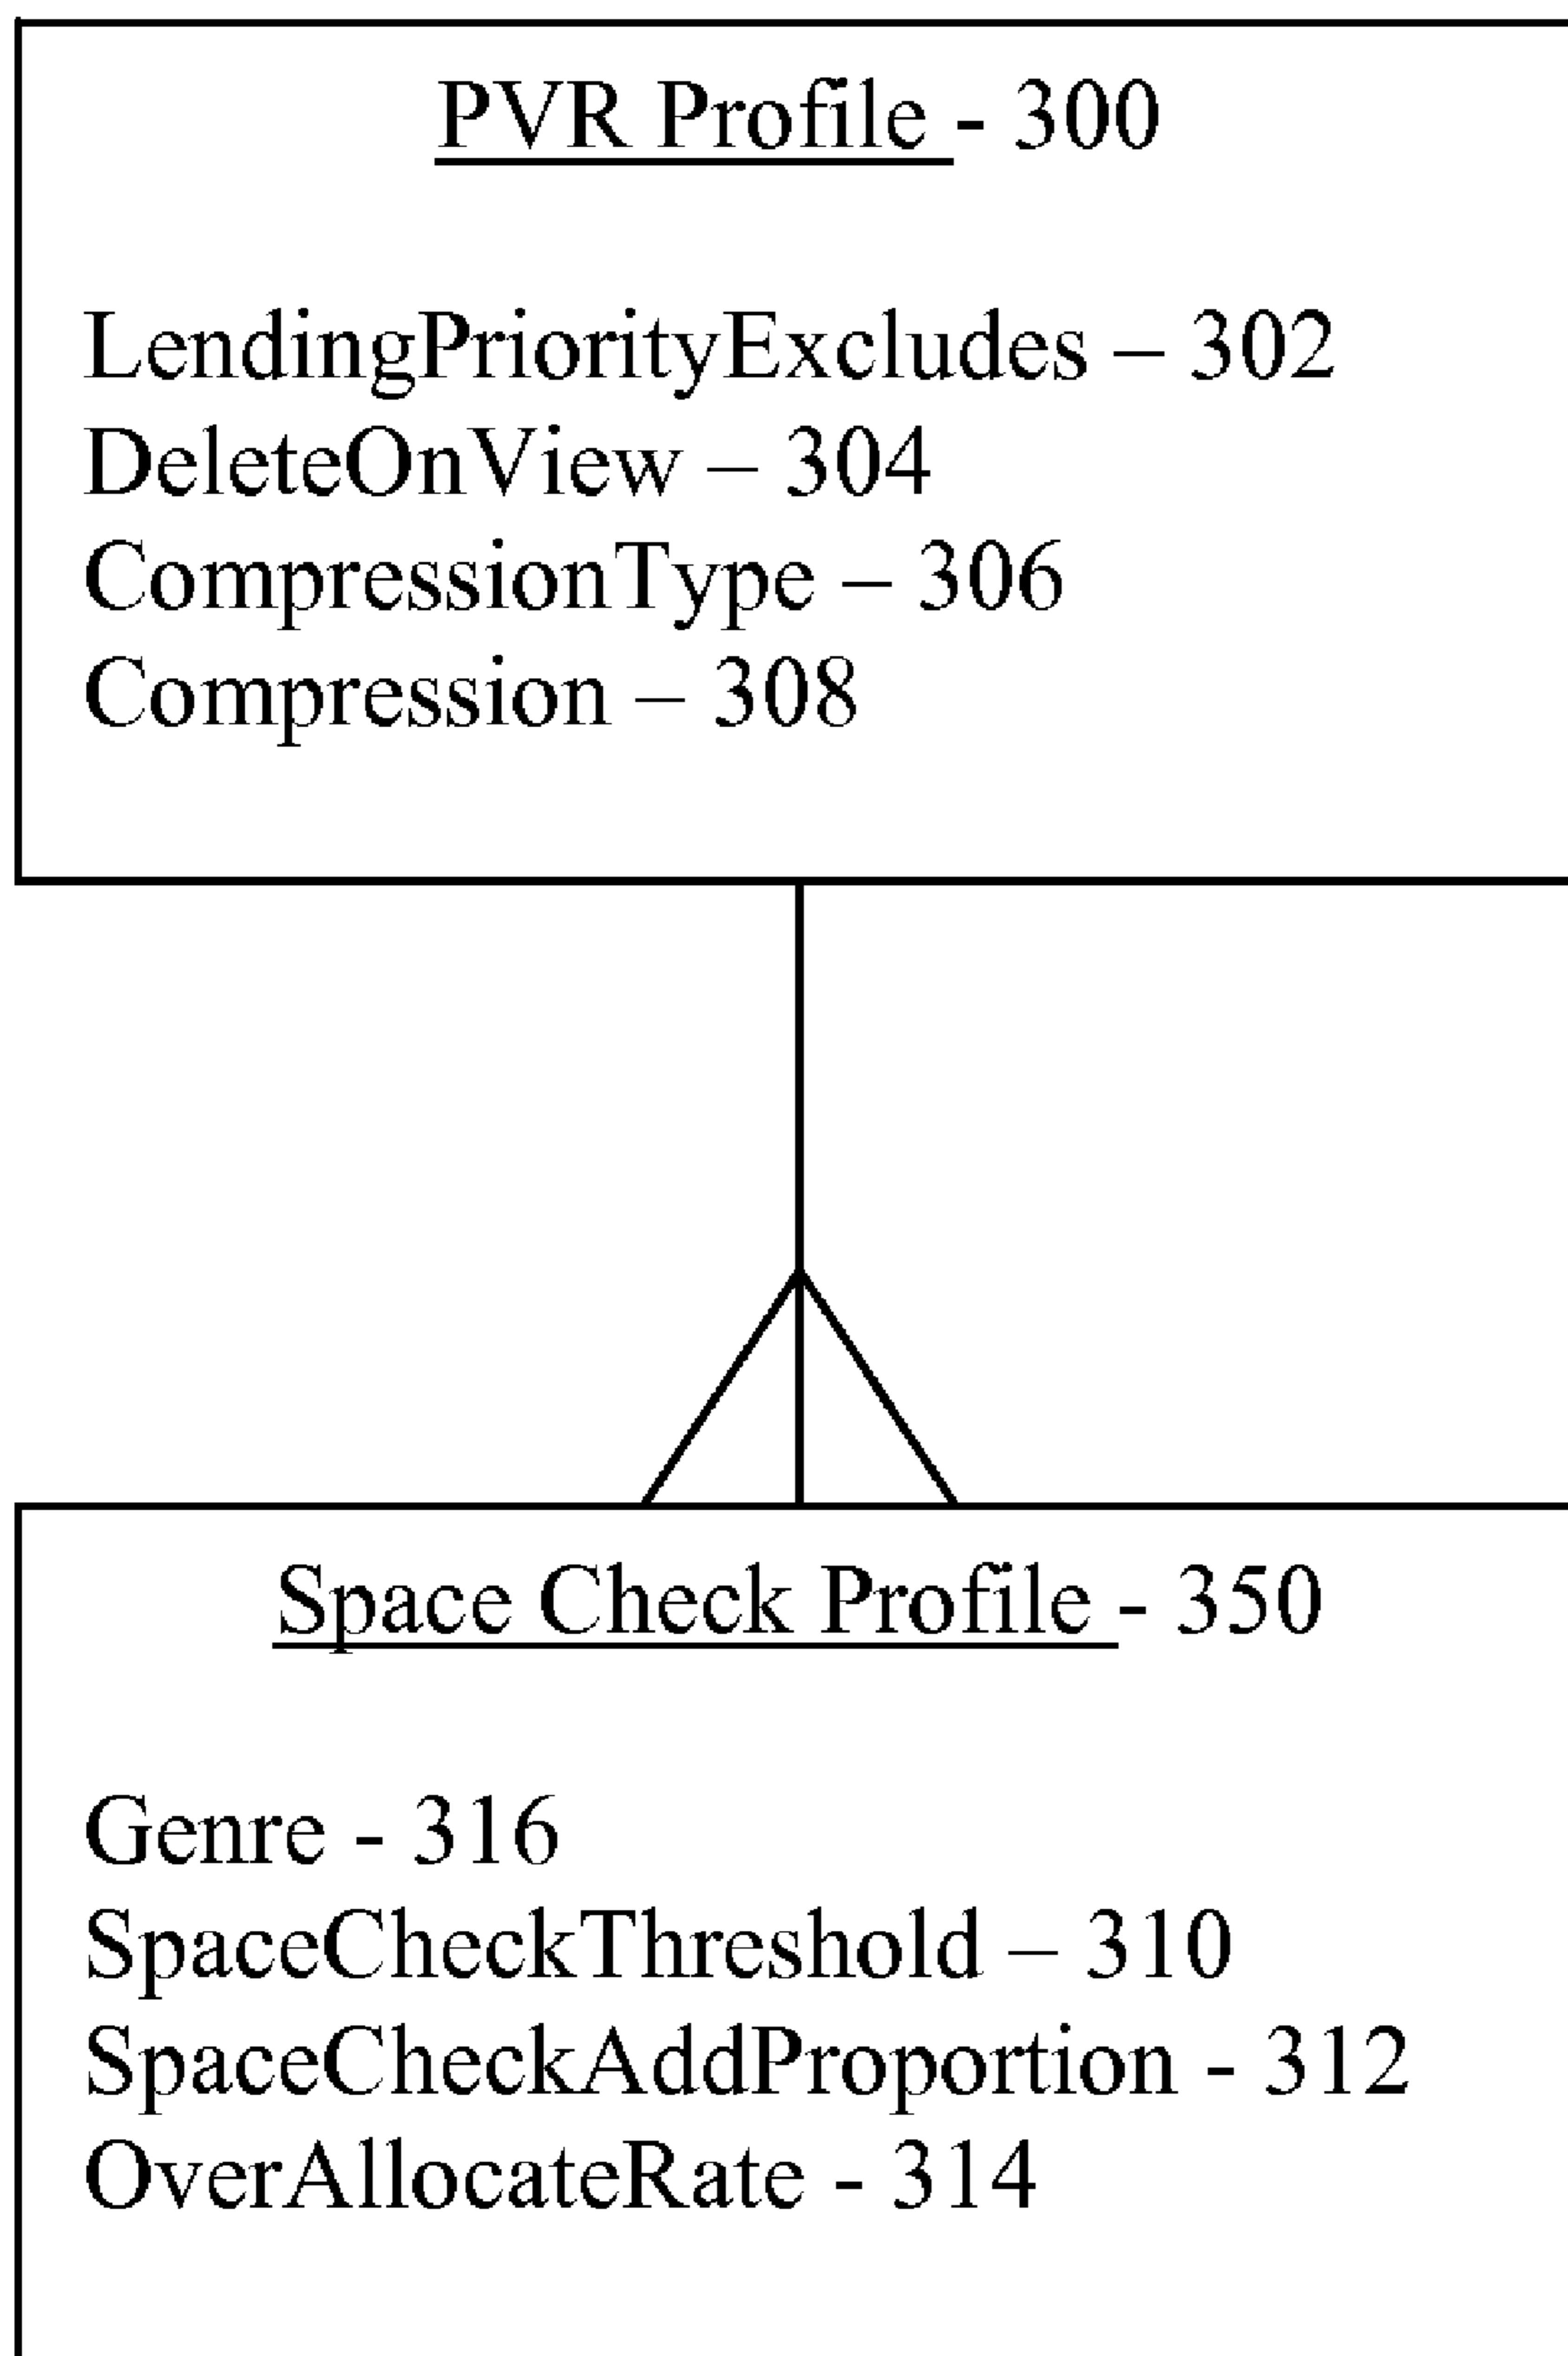 PVR Profile - 300
LendingPriorityExcludes – 302
DeleteOnView – 304
CompressionType – 306
Compression – 308
Space Check Profile - 350
Genre - 316
SpaceCheckThreshold – 310
SpaceCheckAddProportion - 312
OverAllocateRate - 314